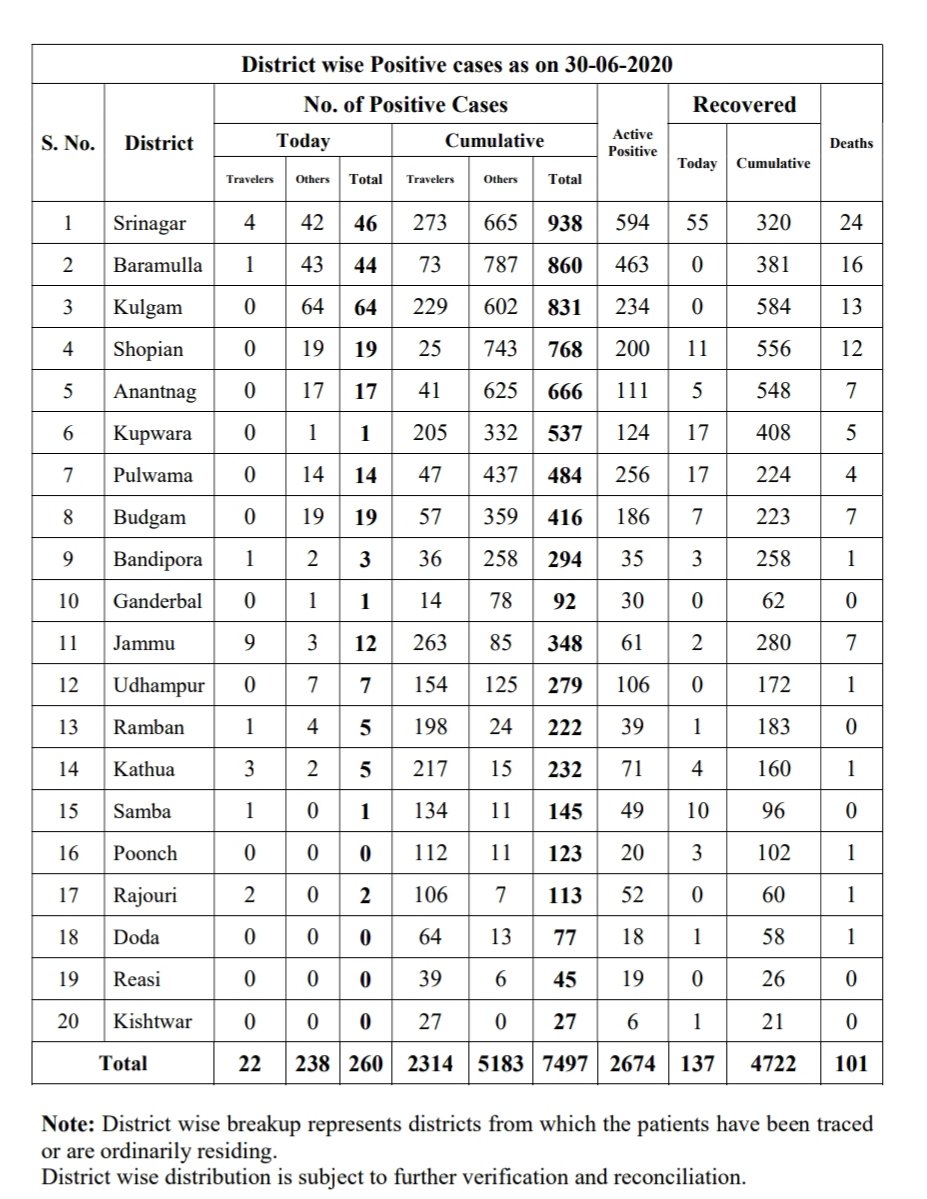 District wise Positive cases as on 30-06-2020
S. No. District No. of Positive Cases Active Positive Recovered Deaths
Today Cumulative Today Cumulative
Travelers Others Total Travelers Others Total
1 Srinagar 4 42 46 273 665 938 594 55 320 24
2 Baramulla 1 43 44 73 787 860 463 0 381 16
3 Kulgam 0 64 64 229 602 831 234 0 584 13
4 Shopian 0 19 19 25 743 768 200 11 556 12
5 Anantnag 0 17 17 41 625 666 111 5 548 7
6 Kupwara 0 1 1 205 332 537 124 17 408 5
7 Pulwama 0 14 14 47 437 484 256 17 224 4
8 Budgam 0 19 19 57 359 416 186 7 223 7
9 Bandipora 1 2 3 36 258 294 35 3 258 1
10 Ganderbal 0 1 1 14 78 92 30 0 62 0
11 Jammu 9 3 12 263 85 348 61 2 280 7
12 Udhampur 0 7 7 154 125 279 106 0 172 1
13 Ramban 1 4 5 198 24 222 39 1 183 0
14 Kathua 3 2 5 217 15 232 71 4 160 1
15 Samba 1 0 1 134 11 145 49 10 96 0
16 Poonch 0 0 0 112 11 123 20 3 102 1
17 Rajouri 2 0 2 106 7 113 52 0 60 1
18 Doda 0 0 0 64 13 77 18 1 58 1
19 Reasi 0 0 0 39 6 45 19 0 26 0
20 Kishtwar 0 0 0 27 0 27 6 1 21 0
Total 22 238 260 2314 5183 7497 2674 137 4722 101
Note: District wise breakup represents districts from which the patients have been traced
or are ordinarily residing.
District wise distribution is subject to further verification and reconciliation.